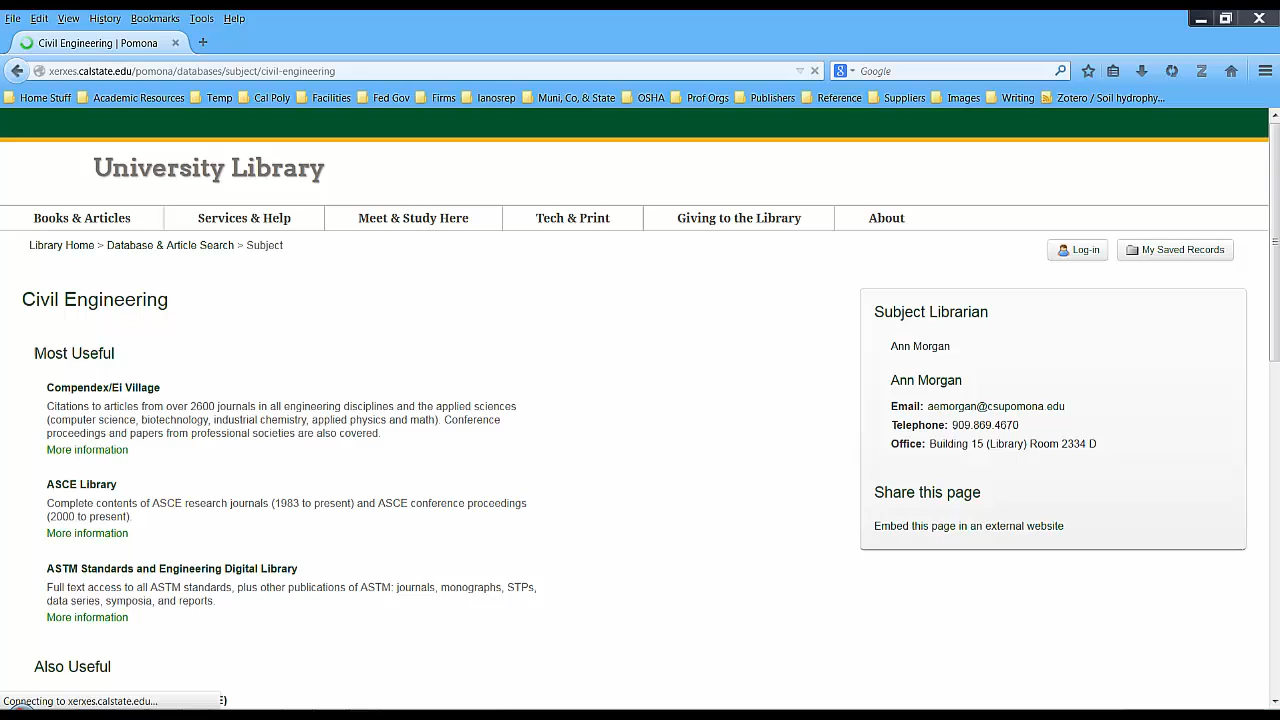 File Edit View History Bookmarks Tools Help
Civil Engineering | Pomona
xerxes.calstate.edu/pomona/databases/subject/civil-engineering
Google
Home Stuff Academic Resources Temp Cal Poly Facilities Fed Gov Firms Ianosrep Muni, Co, & State OSHA Prof Orgs Publishers Reference Suppliers Images Writing Zotero / Soil hydrophy...
University Library
Books & Articles Services & Help Meet & Study Here Tech & Print Giving to the Library About
Library Home > Database & Article Search > Subject
Log-in My Saved Records
Civil Engineering
Most Useful
Compendex/EI Village
Citations to articles from over 2600 journals in all engineering disciplines and the applied sciences
(computer science, biotechnology, industrial chemistry, applied physics and math). Conference
proceedings and papers from professional societies are also covered.
More information
ASCE Library
Complete contents of ASCE research journals (1983 to present) and ASCE conference proceedings
(2000 to present).
More information
ASTM Standards and Engineering Digital Library
Full text access to all ASTM standards, plus other publications of ASTM: journals, monographs, STPs,
data series, symposia, and reports.
More information
Also Useful
Subject Librarian
Ann Morgan
Ann Morgan
Email: aemorgan@csupomona.edu
Telephone: 909.869.4670
Office: Building 15 (Library) Room 2334 D
Share this page
Embed this page in an external website
Connecting to xerxes.calstate.edu...